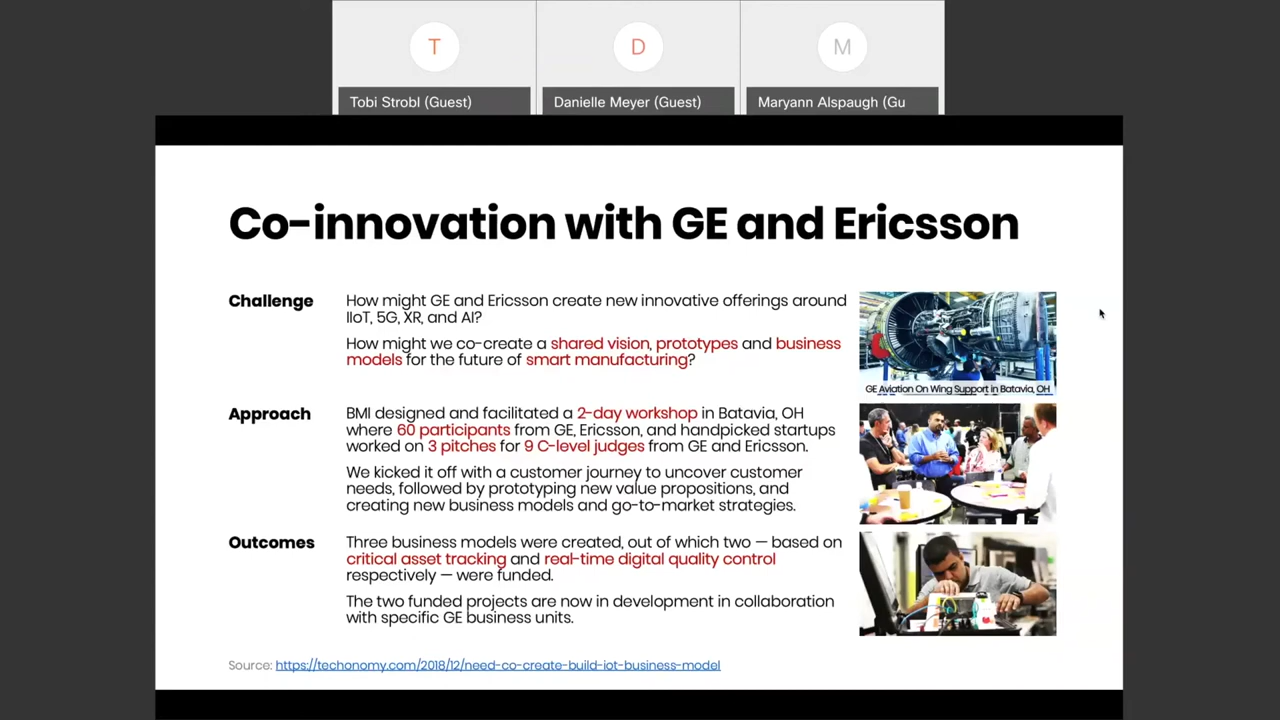 T
D
M
Tobi Strobl (Guest)
Danielle Meyer (Guest)
Maryann Alspaugh (Gu
Co-innovation with GE and Ericsson
Challenge
How might GE and Ericsson create new innovative offerings around
IIoT, 5G, XR, and AI?
How might we co-create a shared vision, prototypes and business
models for the future of smart manufacturing?
GE Aviation On Wing Support in Batavia, OH
Approach
BMI designed and facilitated a 2-day workshop in Batavia, OH
where 60 participants from GE, Ericsson, and handpicked startups
worked on 3 pitches for 9 C-level judges from GE and Ericsson.
We kicked it off with a customer journey to uncover customer
needs, followed by prototyping new value propositions, and
creating new business models and go-to-market strategies.
Outcomes
Three business models were created, out of which two — based on
critical asset tracking and real-time digital quality control
respectively — were funded.
The two funded projects are now in development in collaboration
with specific GE business units.
Source: https://techonomy.com/2018/12/need-co-create-build-iot-business-model